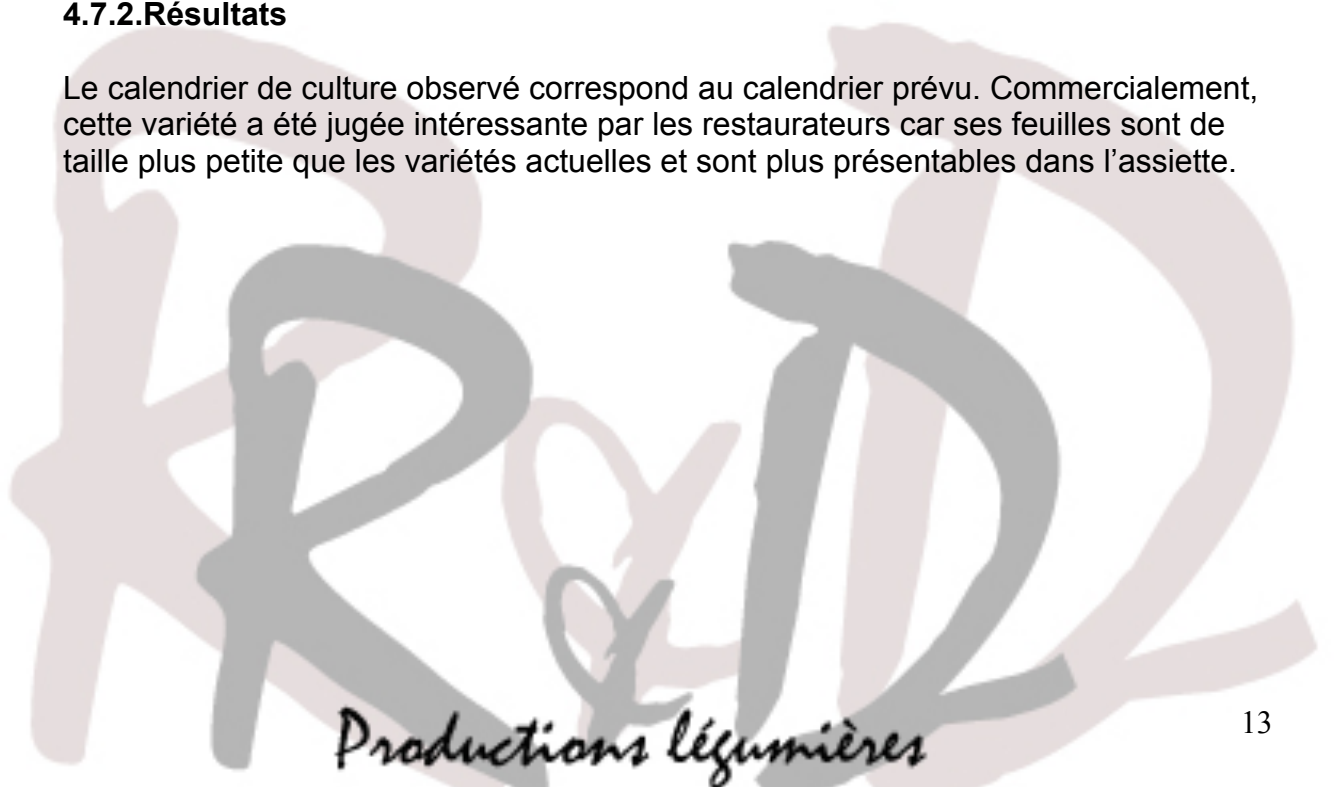 4.7.2.Résultats
Le calendrier de culture observé correspond au calendrier prévu. Commercialement,
cette variété a été jugée intéressante par les restaurateurs car ses feuilles sont de
taille plus petite que les variétés actuelles et sont plus présentables dans l’assiette.
R&D
Productions légumières
13